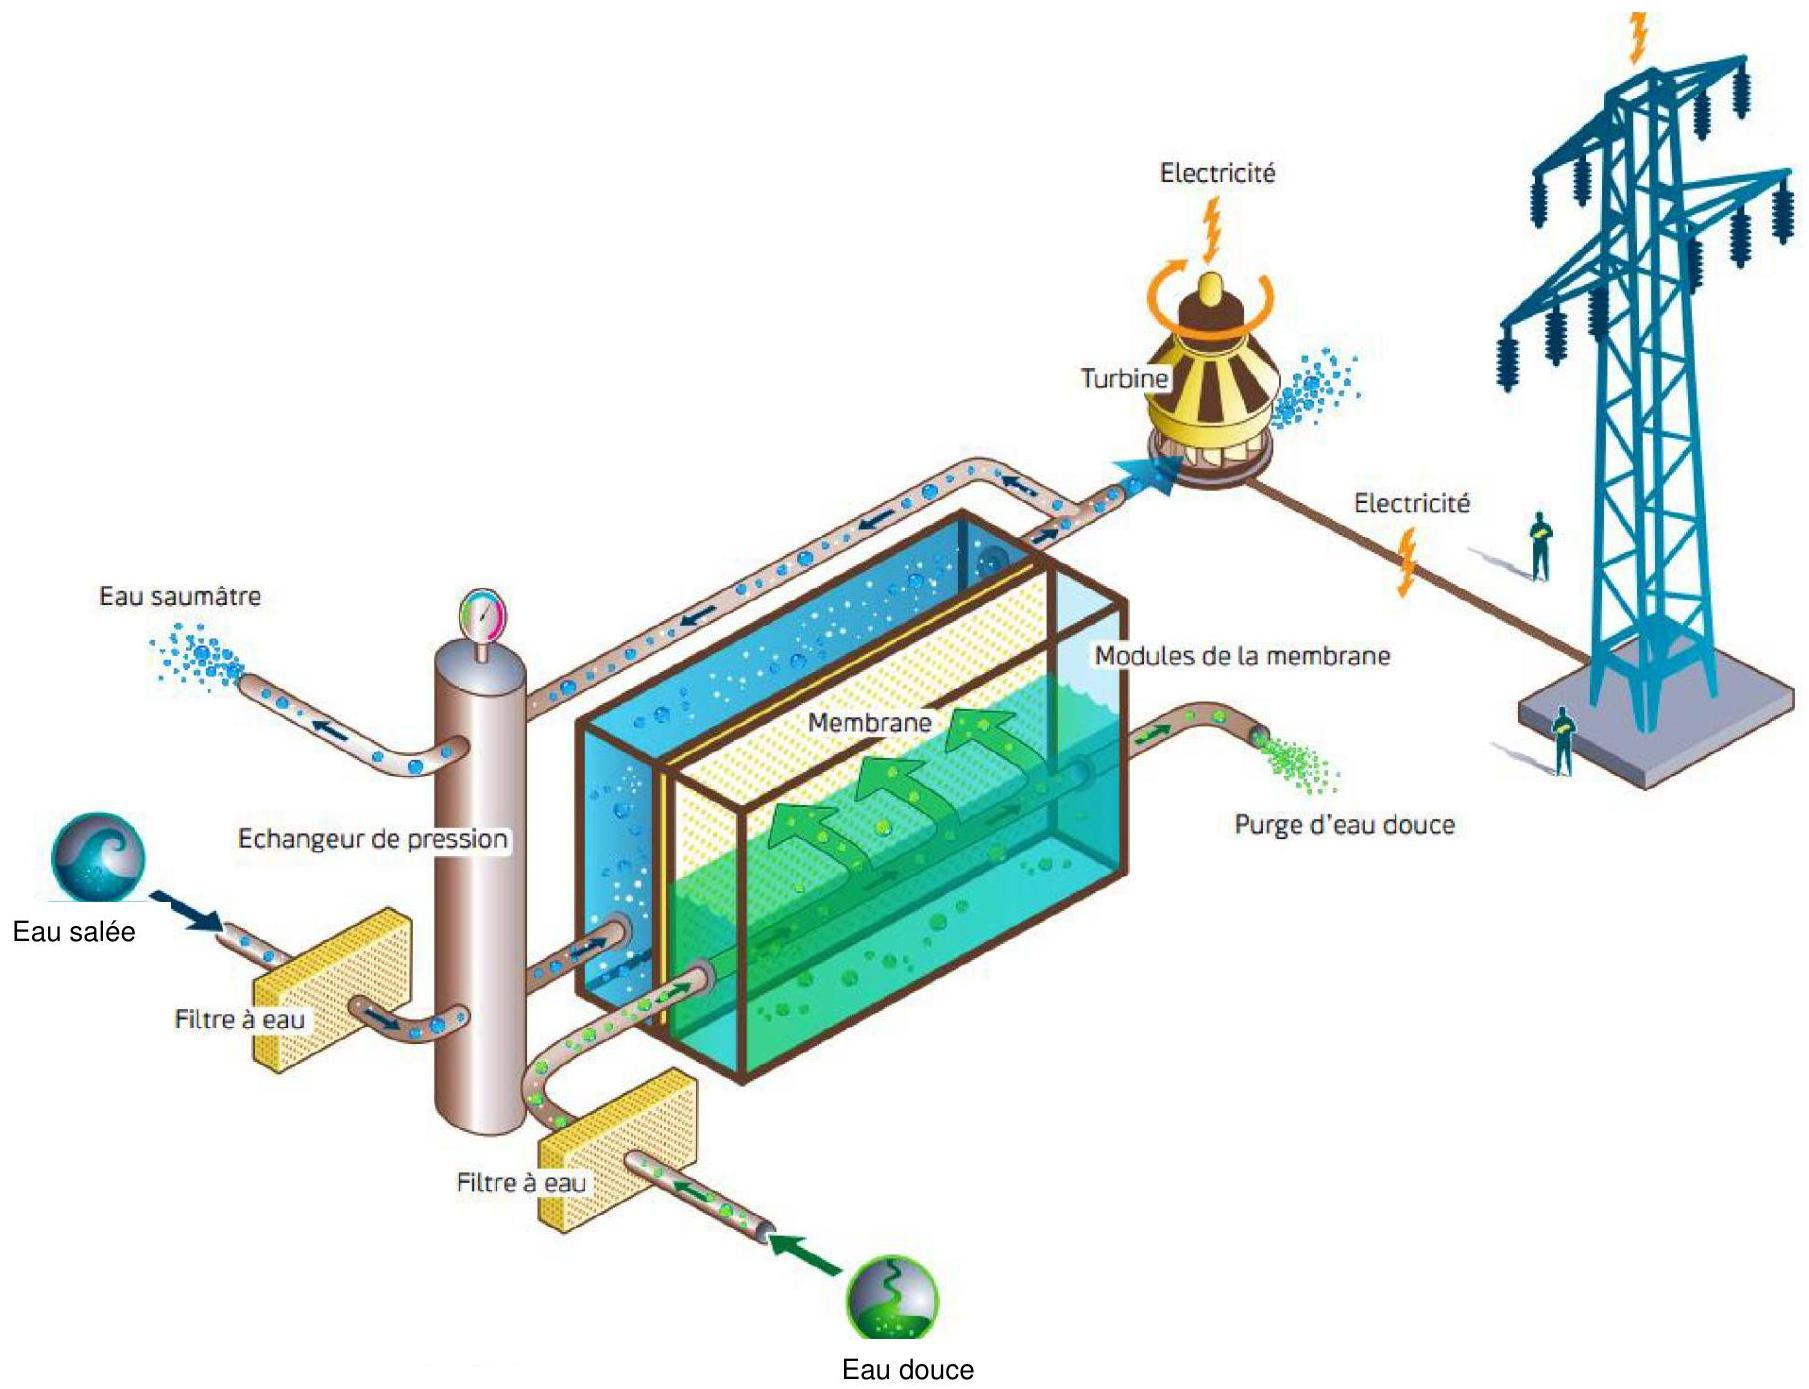 Electricité
Turbine
Electricité
Eau saumâtre
Modules de la membrane
Membrane
Purge d'eau douce
Echangeur de pression
Eau salée
Filtre à eau
Filtre à eau
Eau douce